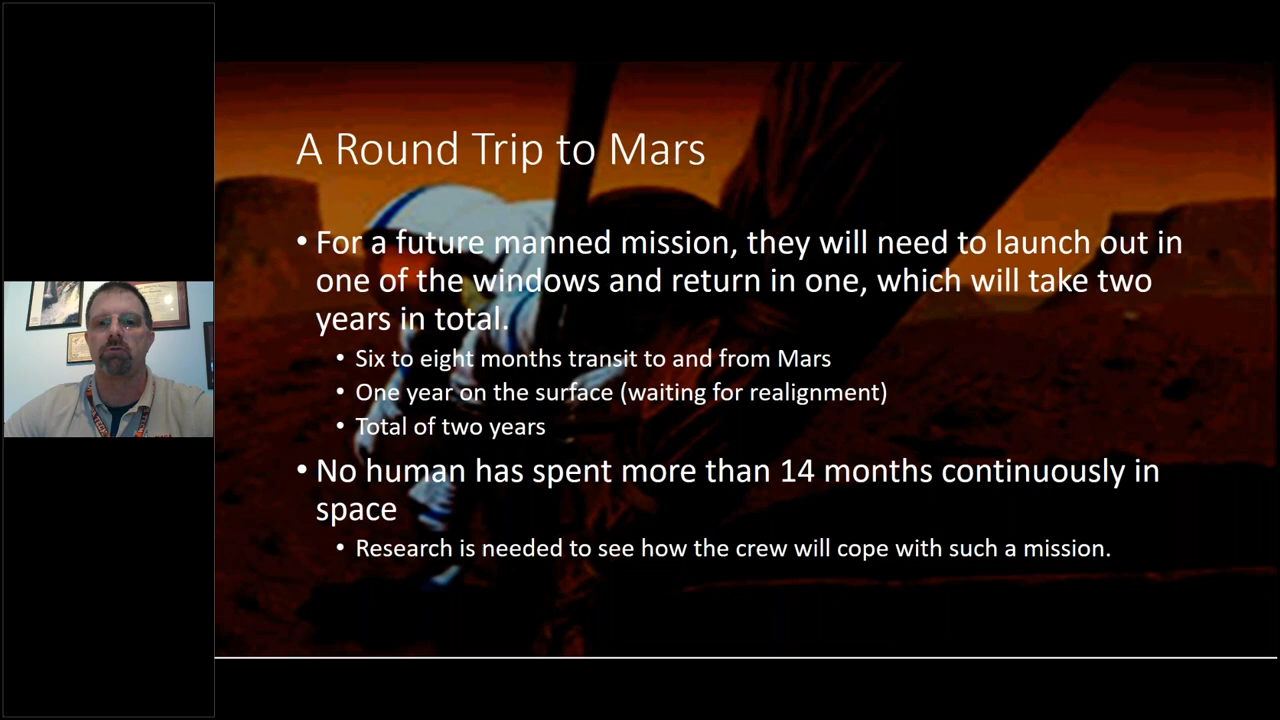 A Round Trip to Mars
• For a future manned mission, they will need to launch out in
one of the windows and return in one, which will take two
years in total.
• Six to eight months transit to and from Mars
• One year on the surface (waiting for realignment)
• Total of two years
• No human has spent more than 14 months continuously in
space
• Research is needed to see how the crew will cope with such a mission.